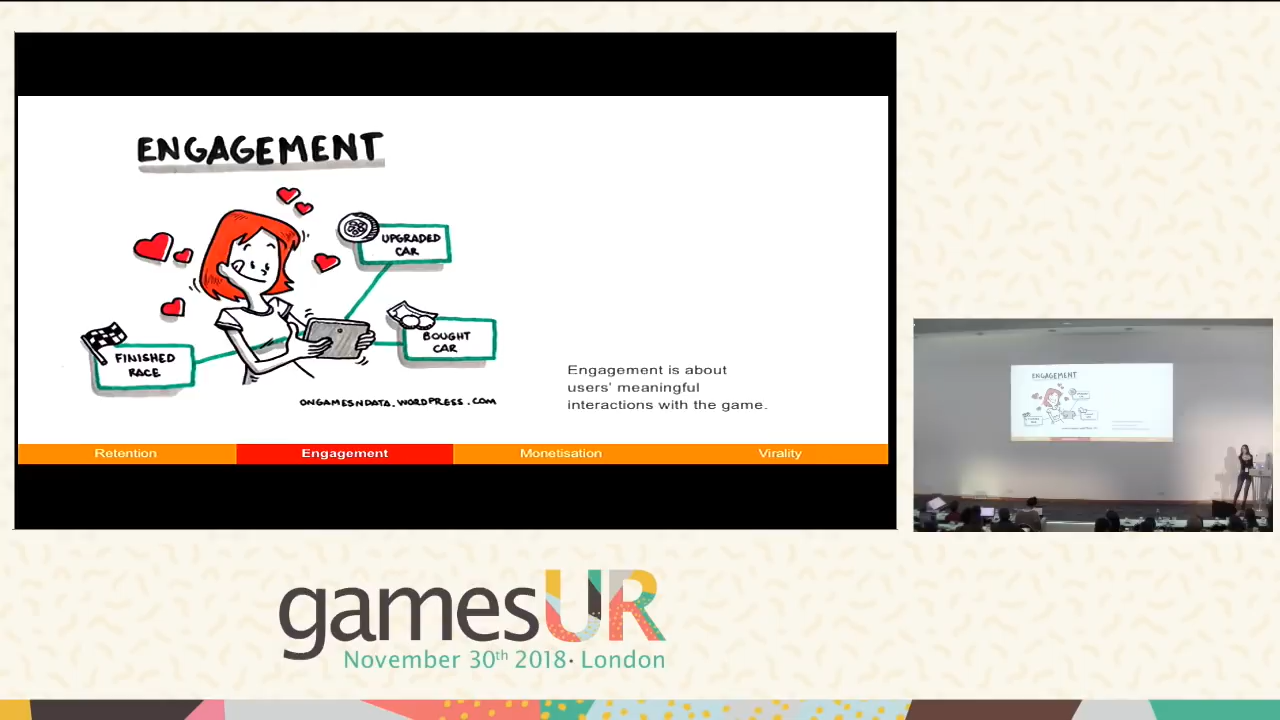 ENGAGEMENT
UPGRADED
CAR
BOUGHT
CAR
FINISHED
RACE
ONGAMESNDATA.WORDPRESS.COM
Engagement is about
users' meaningful
interactions with the game.
Retention
Engagement
Monetisation
Virality
ENGAGEMENT
gamesUR
November 30th 2018· London